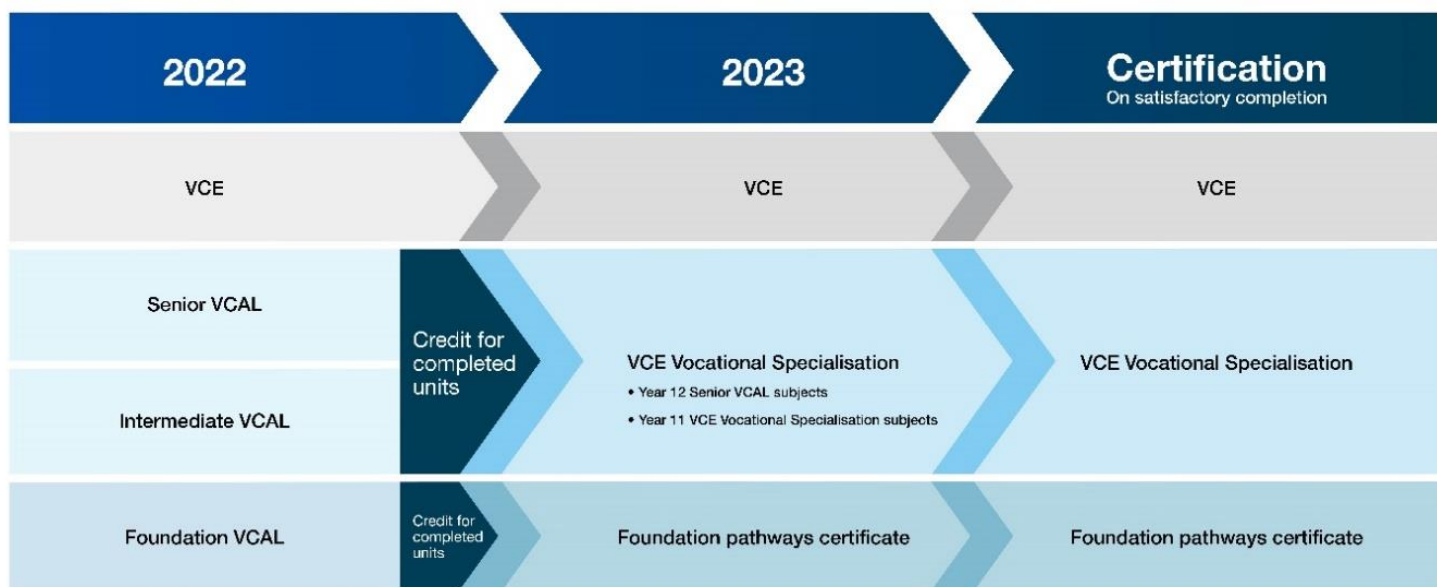 2022
2023
Certification
On satisfactory completion
VCE
VCE
VCE
Senior VCAL
Intermediate VCAL
Credit for
completed
units
VCE Vocational Specialisation
• Year 12 Senior VCAL subjects
• Year 11 VCE Vocational Specialisation subjects
VCE Vocational Specialisation
Foundation VCAL
Credit for
completed
units
Foundation pathways certificate
Foundation pathways certificate